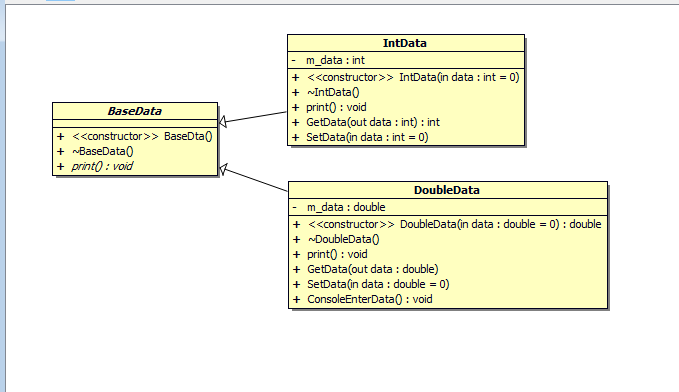 BaseData
+ <<constructor>> BaseDta()
+ ~BaseData()
+ print() : void
IntData
- m_data : int
+ <<constructor>> IntData(in data : int = 0)
+ ~IntData()
+ print() : void
+ GetData(out data : int) : int
+ SetData(in data : int = 0)
DoubleData
- m_data : double
+ <<constructor>> DoubleData(in data : double = 0) : double
+ ~DoubleData()
+ print() : void
+ GetData(out data : double)
+ SetData(in data : double = 0)
+ ConsoleEnterData() : void